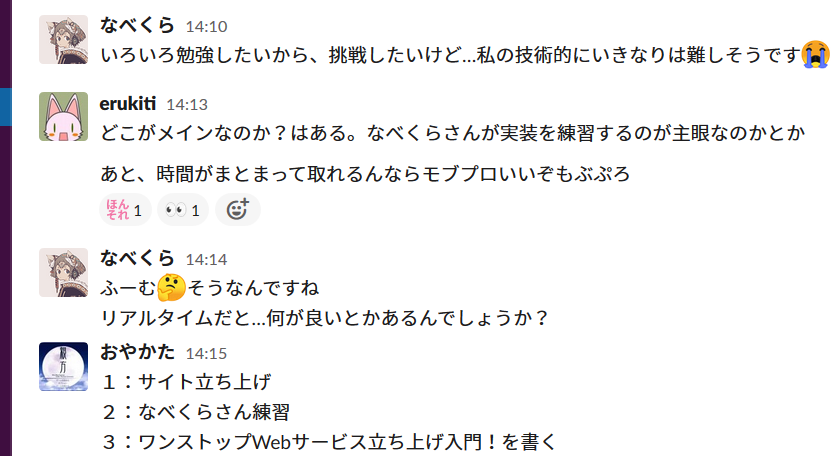 なべくら 14:10
いろいろ勉強したいから、挑戦したいけど...私の技術的にいきなりは難しそうです😭
erukiti 14:13
どこがメインなのか？はある。なべくらさんが実装を練習するのが主眼なのかとか
あと、時間がまとまって取れるんならモブプロいいぞもぶぷろ
ほんそれ 1 👀 1
なべくら 14:14
ふーむ🤔そうなんですね
リアルタイムだと...何が良いとかあるんでしょうか？
親方
おやかた 14:15
１：サイト立ち上げ
２：なべくらさん練習
３：ワンストップWebサービス立ち上げ入門！を書く